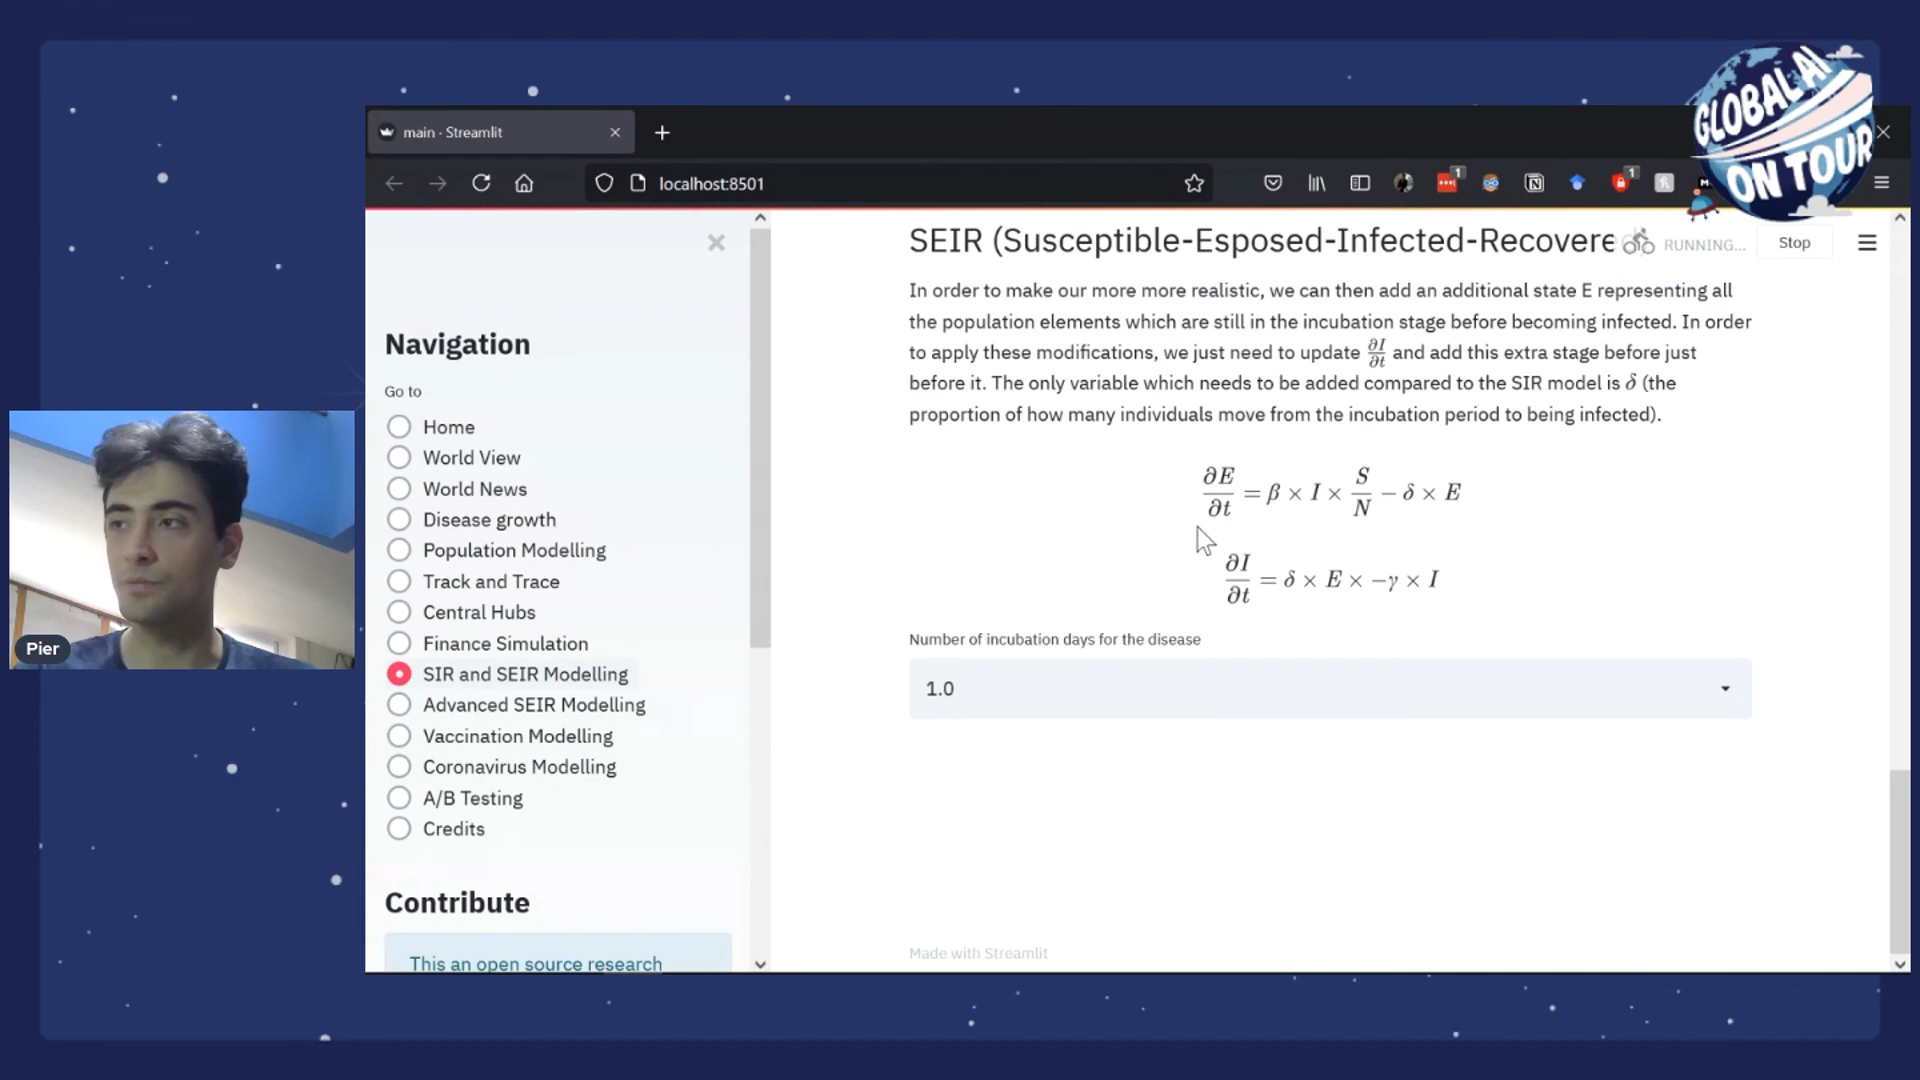 GLOBAL AI
ON TOUR
main · Streamlit
localhost:8501
1
1
Navigation
Go to
Home
World View
World News
Disease growth
Population Modelling
Track and Trace
Central Hubs
Finance Simulation
SIR and SEIR Modelling
Advanced SEIR Modelling
Vaccination Modelling
Coronavirus Modelling
A/B Testing
Credits
Contribute
This an open source research
SEIR (Susceptible-Esposed-Infected-Recovere
RUNNING...
Stop
In order to make our more more realistic, we can then add an additional state E representing all
the population elements which are still in the incubation stage before becoming infected. In order
to apply these modifications, we just need to update ∂I/∂t and add this extra stage before just
before it. The only variable which needs to be added compared to the SIR model is δ (the
proportion of how many individuals move from the incubation period to being infected).
∂E/∂t = β × I × S/N − δ × E
∂I/∂t = δ × E × −γ × I
Number of incubation days for the disease
1.0
Made with Streamlit
Pier